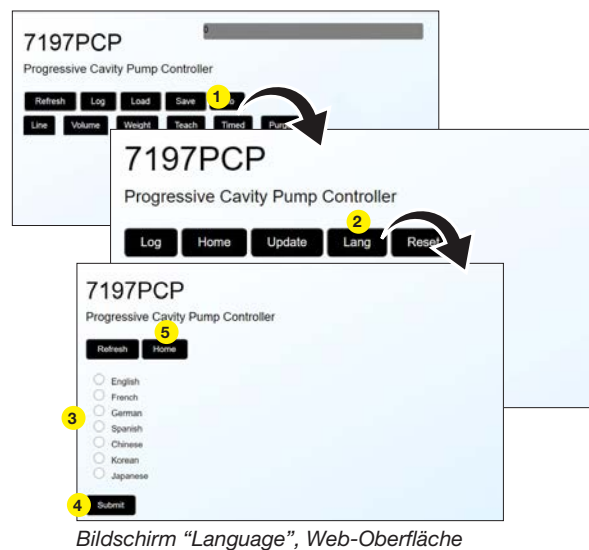 0
7197PCP
Progressive Cavity Pump Controller
Refresh Log Load Save 1
Line Volume Weight Teach Timed
7197PCP
Progressive Cavity Pump Controller
2
Log Home Update Lang Reset
7197PCP
Progressive Cavity Pump Controller
5
Refresh Home
English
French
3 German
Spanish
Chinese
Korean
Japanese
4 Submit
Bildschirm “Language”, Web-Oberfläche